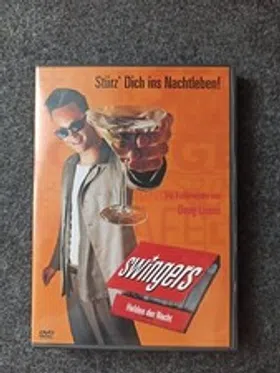 Stürz' Dich ins Nachtleben!
Doug Liman
swingers
Helden der Nacht
DVD